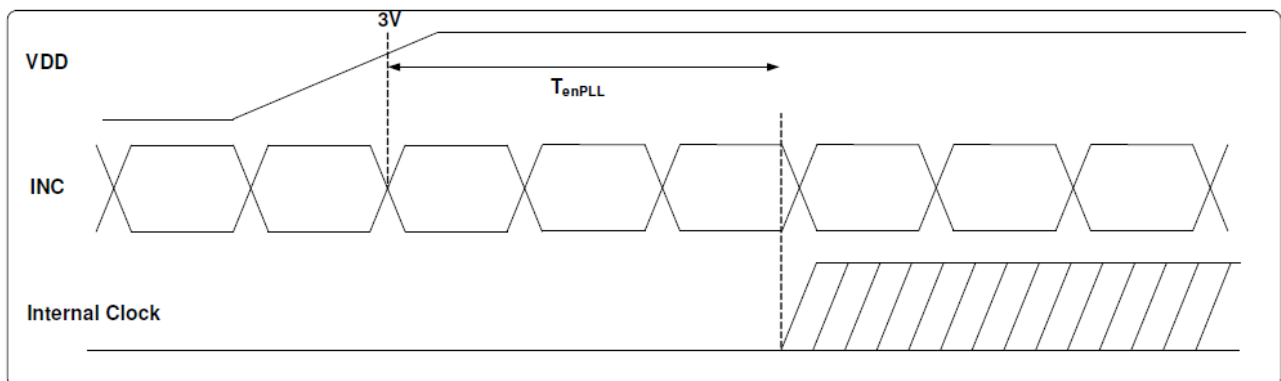 3V
VDD
TenPLL
INC
Internal Clock